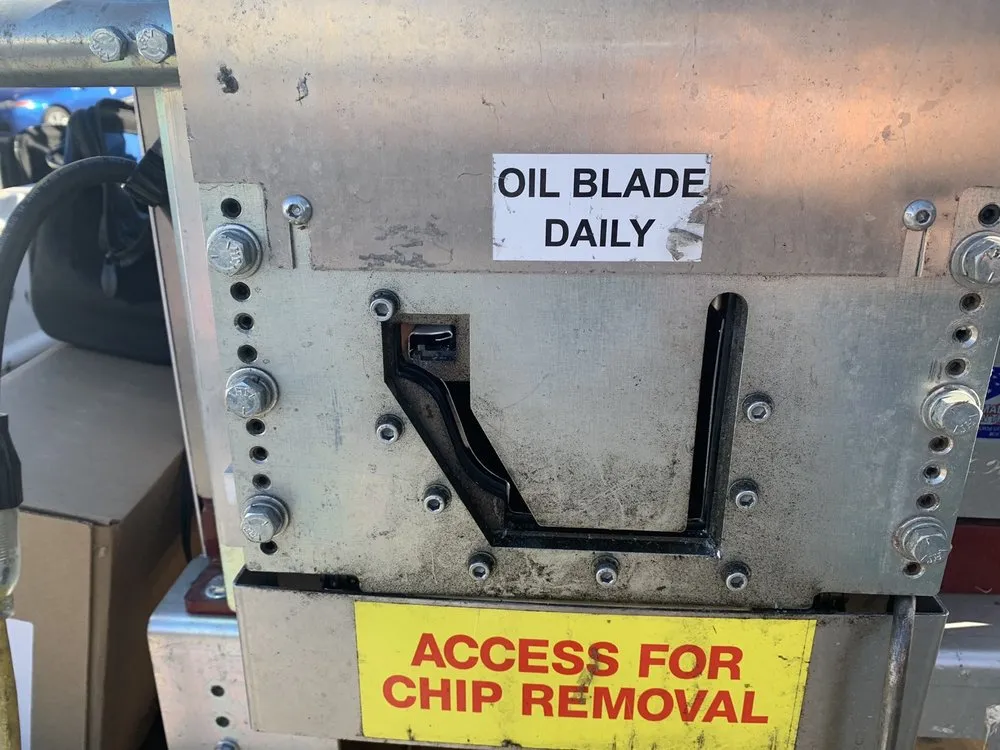 OIL BLADE
DAILY
ACCESS FOR
CHIP REMOVAL